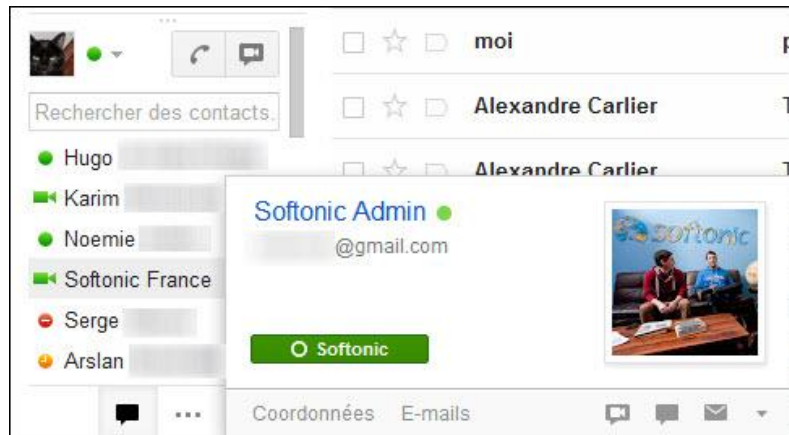 moi
Alexandre Carlier
Alexandre Carlier
Rechercher des contacts.
Hugo
Karim
Noemie
Softonic France
Serge
Arslan
Softonic Admin
@gmail.com
softonic
Softonic
Coordonnées E-mails